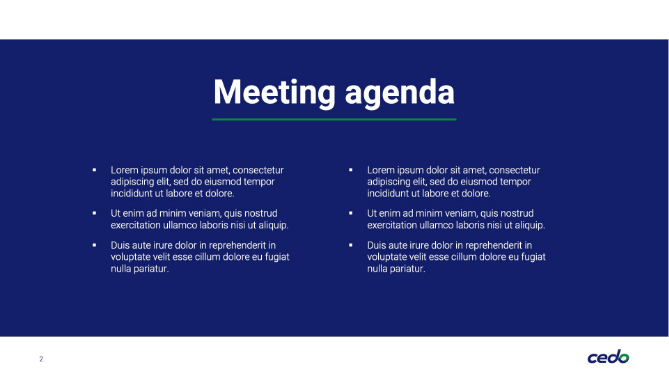 Meeting agenda
▪ Lorem ipsum dolor sit amet, consectetur
adipiscing elit, sed do eiusmod tempor
incididunt ut labore et dolore.
▪ Ut enim ad minim veniam, quis nostrud
exercitation ullamco laboris nisi ut aliquip.
▪ Duis aute irure dolor in reprehenderit in
voluptate velit esse cillum dolore eu fugiat
nulla pariatur.
▪ Lorem ipsum dolor sit amet, consectetur
adipiscing elit, sed do eiusmod tempor
incididunt ut labore et dolore.
▪ Ut enim ad minim veniam, quis nostrud
exercitation ullamco laboris nisi ut aliquip.
▪ Duis aute irure dolor in reprehenderit in
voluptate velit esse cillum dolore eu fugiat
nulla pariatur.
2
cedo